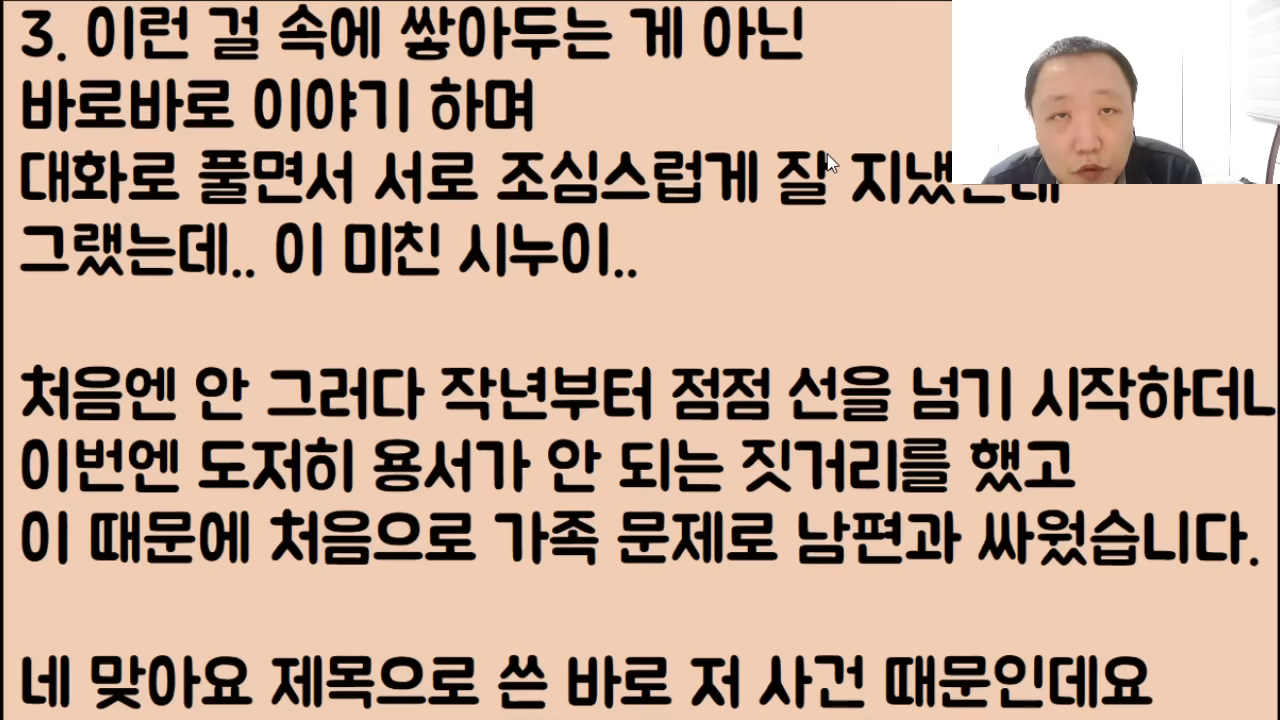 3. 이런 걸 속에 쌓아두는 게 아닌
바로바로 이야기 하며
대화로 풀면서 서로 조심스럽게 잘 지냈는데
그랬는데.. 이 미친 시누이..
처음엔 안 그러다 작년부터 점점 선을 넘기 시작하더니
이번엔 도저히 용서가 안 되는 짓거리를 했고
이 때문에 처음으로 가족 문제로 남편과 싸웠습니다.
네 맞아요 제목으로 쓴 바로 저 사건 때문인데요